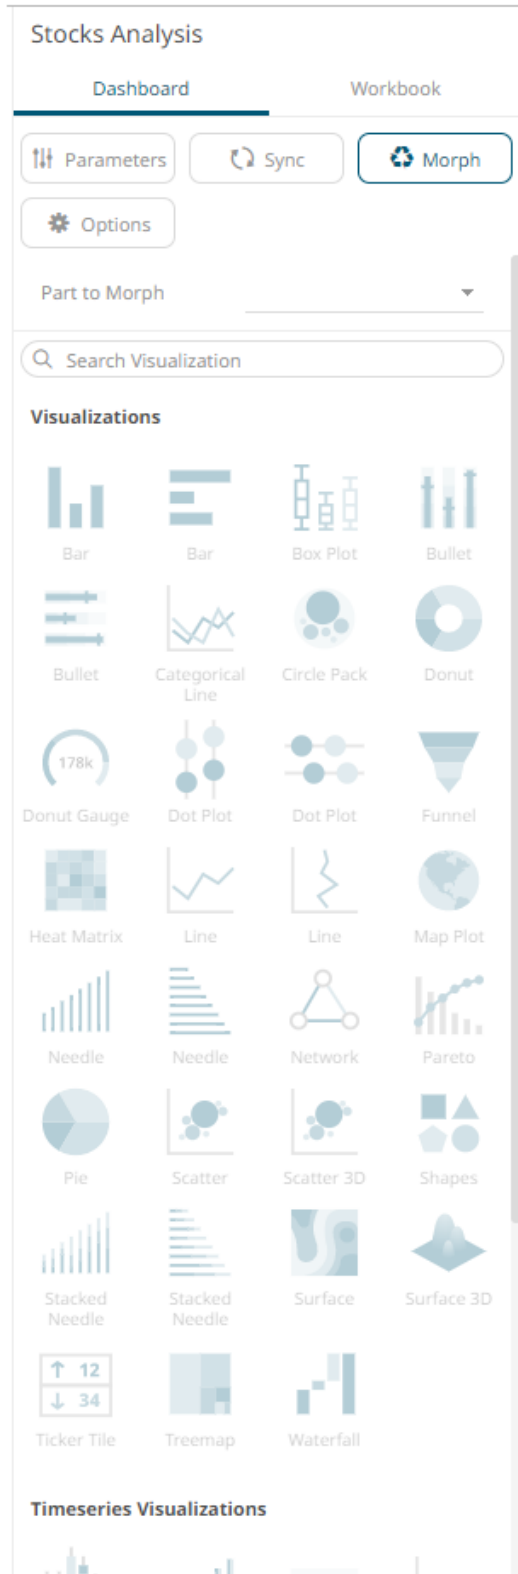 Stocks Analysis
Dashboard Workbook
Parameters Sync Morph
Options
Part to Morph
Search Visualization
Visualizations
Bar Bar Box Plot Bullet
Bullet Categorical Line Circle Pack Donut
178k
Donut Gauge Dot Plot Dot Plot Funnel
Heat Matrix Line Line Map Plot
Needle Needle Network Pareto
Pie Scatter Scatter 3D Shapes
Stacked Needle Stacked Needle Surface Surface 3D
↑ 12
↓ 34
Ticker Tile Treemap Waterfall
Timeseries Visualizations